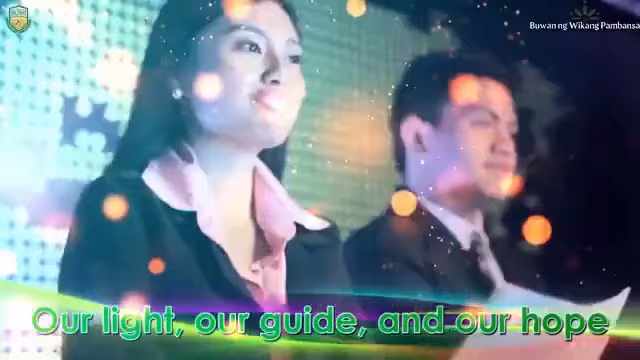 Buwan ng Wikang Pambansa
Our light, our guide, and our hope